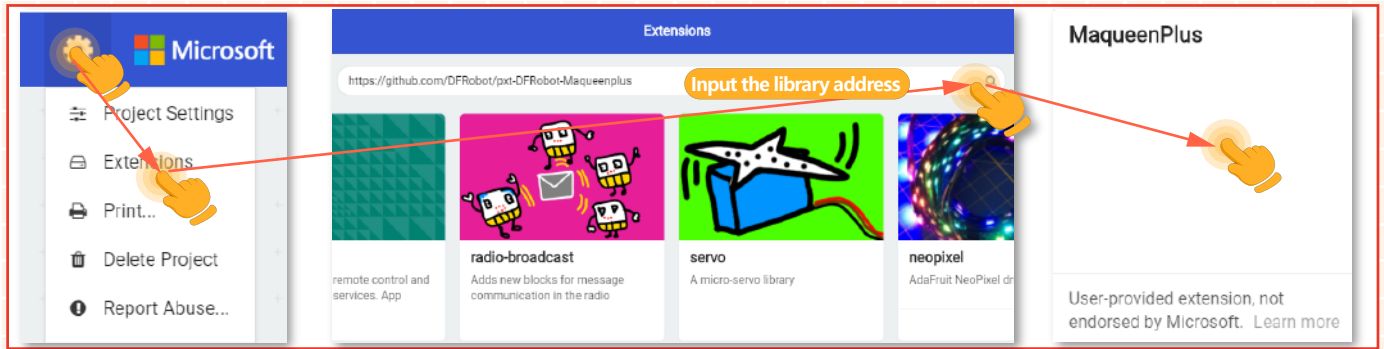 Microsoft
Project Settings
Extensions
Print...
Delete Project
Report Abuse...
Extensions
https://github.com/DFRobot/pxt-DFRobot-Maqueenplus
Input the library address
remote control and
services. App
radio-broadcast
Adds new blocks for message
communication in the radio
servo
A micro-servo library
neopixel
AdaFruit NeoPixel
MaqueenPlus
User-provided extension, not
endorsed by Microsoft. Learn more